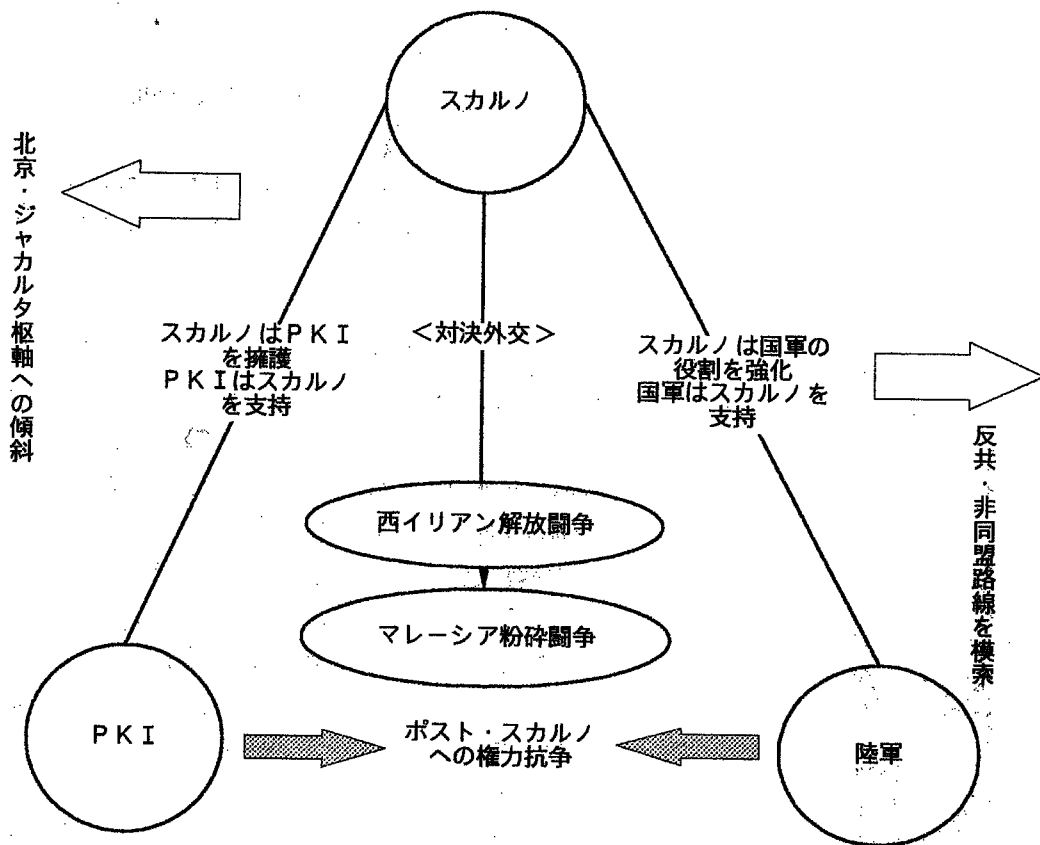 スカルノ
北京・ジャカルタ枢軸への傾斜
スカルノはＰＫＩ
を擁護
ＰＫＩはスカルノ
を支持
＜対決外交＞
スカルノは国軍の
役割を強化
国軍はスカルノを
支持
反共・非同盟路線を模索
西イリアン解放闘争
マレーシア粉砕闘争
ＰＫＩ
ポスト・スカルノ
への権力抗争
陸軍